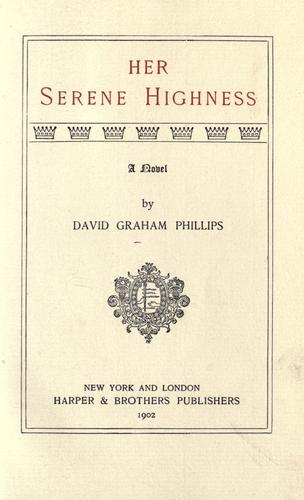 HER
SERENE HIGHNESS
A Novel
by
DAVID GRAHAM PHILLIPS
NEW YORK AND LONDON
HARPER & BROTHERS PUBLISHERS
1902